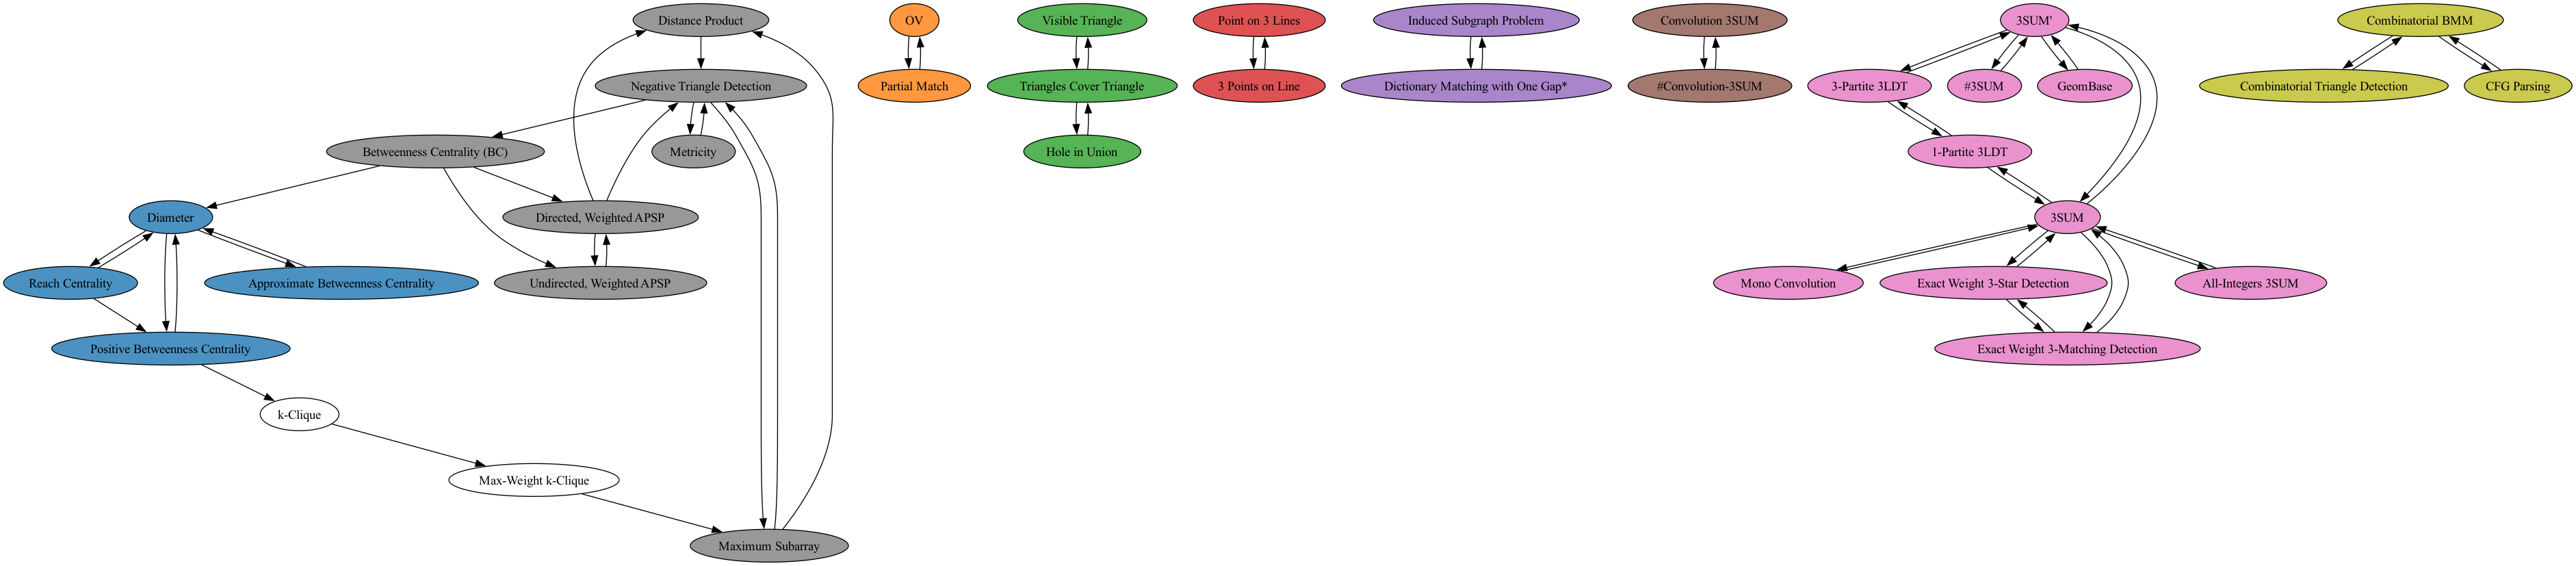 Distance Product
OV
Visible Triangle
Point on 3 Lines
Induced Subgraph Problem
Convolution 3SUM
3SUM'
Combinatorial BMM
Negative Triangle Detection
Partial Match
Triangles Cover Triangle
3 Points on Line
Dictionary Matching with One Gap*
#Convolution-3SUM
3-Partite 3LDT
#3SUM
GeomBase
Combinatorial Triangle Detection
CFG Parsing
Betweenness Centrality (BC)
Metricity
Hole in Union
1-Partite 3LDT
Diameter
Directed, Weighted APSP
3SUM
Reach Centrality
Approximate Betweenness Centrality
Undirected, Weighted APSP
Mono Convolution
Exact Weight 3-Star Detection
All-Integers 3SUM
Positive Betweenness Centrality
Exact Weight 3-Matching Detection
k-Clique
Max-Weight k-Clique
Maximum Subarray